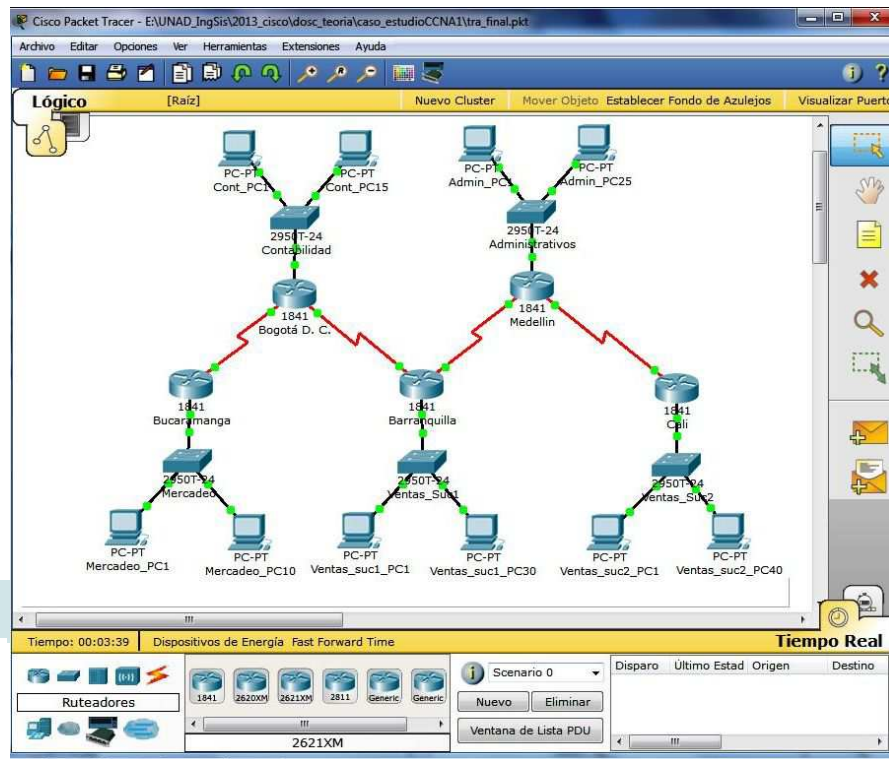 Cisco Packet Tracer - E:\UNAD_IngSis\2013_cisco\dosc_teoria\caso_estudioCCNA1\tra_final.pkt
Archivo Editar Opciones Ver Herramientas Extensiones Ayuda
Lógico [Raíz] Nuevo Cluster Mover Objeto Establecer Fondo de Azulejos Visualizar Puerto
PC-PT PC-PT PC-PT PC-PT
Cont_PC1 Cont_PC15 Admin_PC1 Admin_PC25
2950T-24 2950T-24
Contabilidad Administrativos
1841 1841
Bogotá D. C. Medellin
1841 1841 1841
Bucaramanga Barranquilla Cali
2950T-24 2950T-24 2950T-24
Mercadeo Ventas_Suc1 Ventas_Suc2
PC-PT PC-PT PC-PT PC-PT PC-PT PC-PT
Mercadeo_PC1 Mercadeo_PC10 Ventas_suc1_PC1 Ventas_suc1_PC30 Ventas_suc2_PC1 Ventas_suc2_PC40
Tiempo: 00:03:39 Dispositivos de Energía Fast Forward Time Tiempo Real
Ruteadores
1841 2620XM 2621XM 2811 Generic Generic
2621XM
Scenario 0
Nuevo Eliminar
Ventana de Lista PDU
Disparo Último Estad Origen Destino